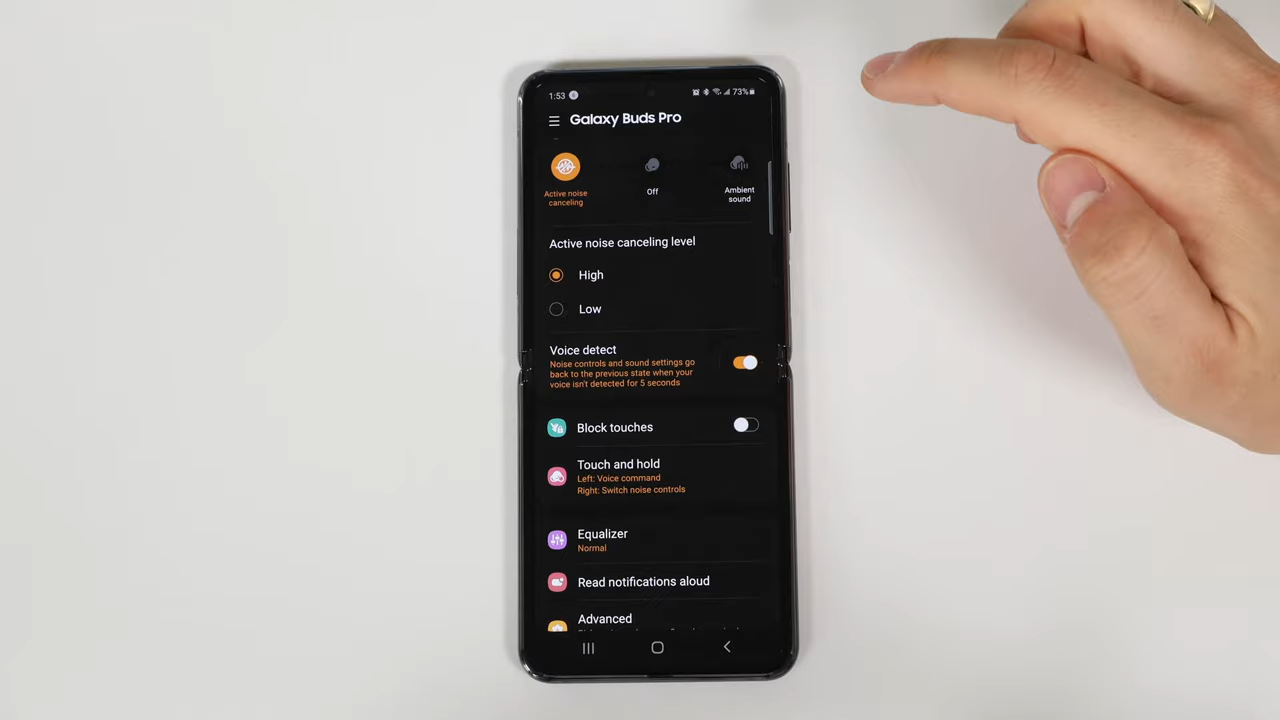 1:53
73%
Galaxy Buds Pro
Active noise
canceling
Off
Ambient
sound
Active noise canceling level
High
Low
Voice detect
Noise controls and sound settings go
back to the previous state when your
voice isn't detected for 5 seconds
Block touches
Touch and hold
Left: Voice command
Right: Switch noise controls
Equalizer
Normal
Read notifications aloud
Advanced